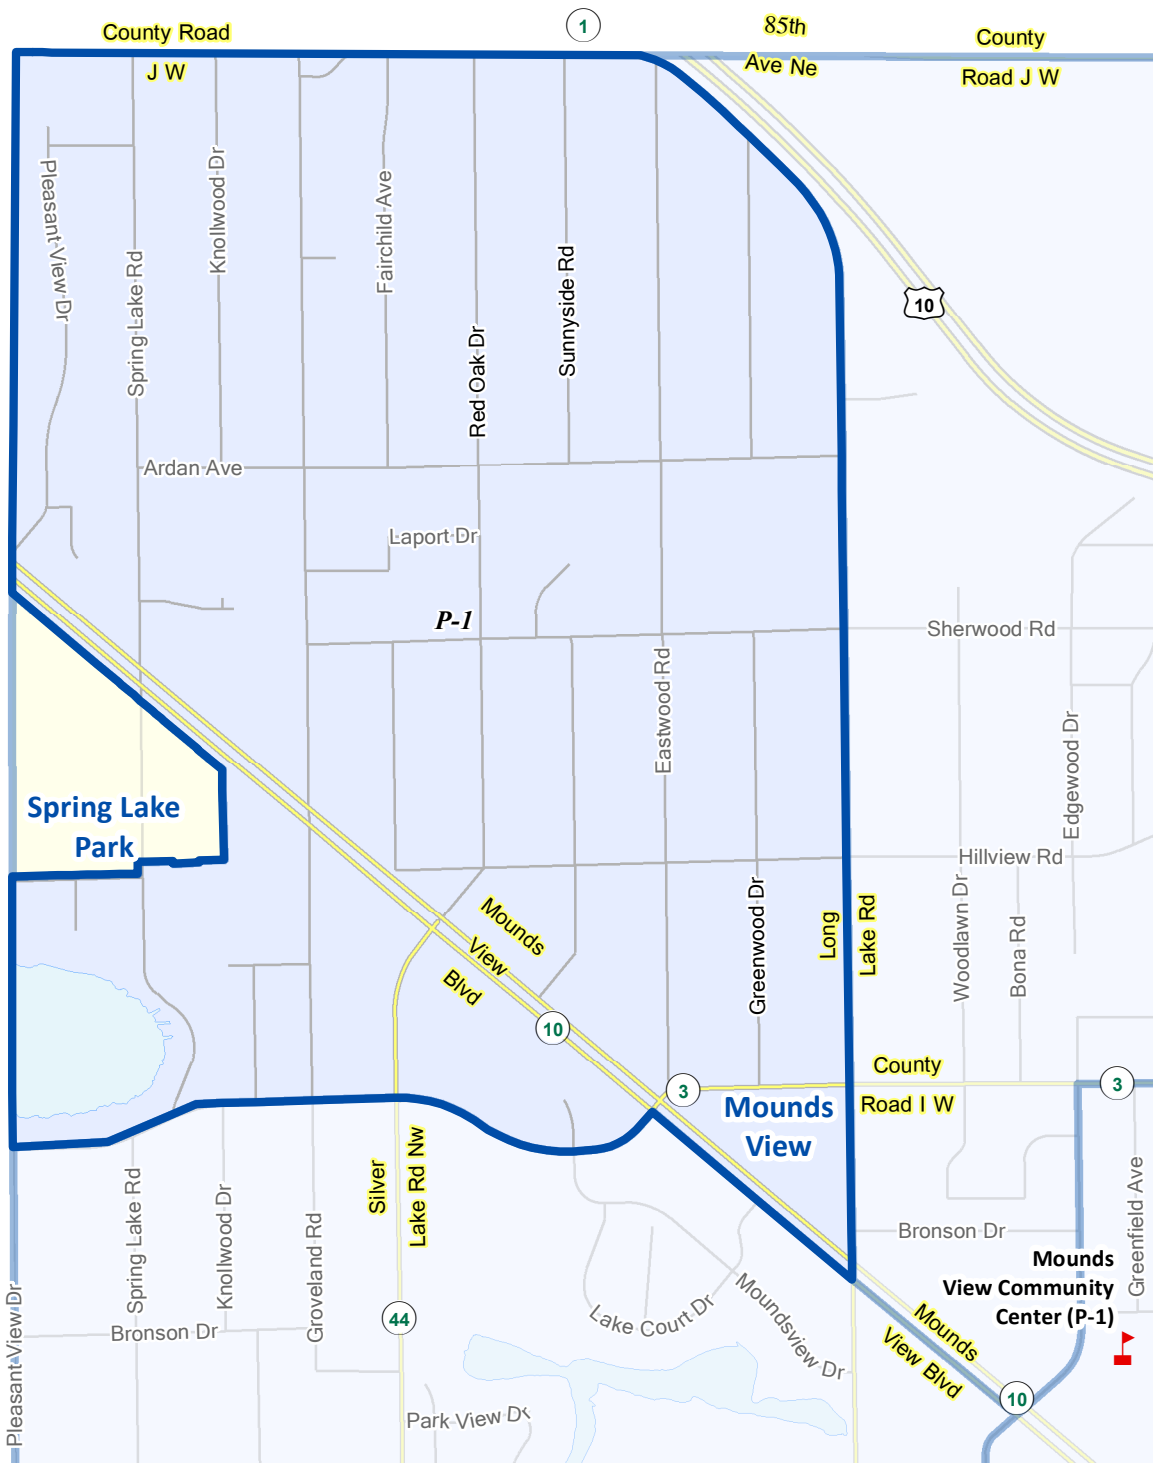 County Road
J W
1
85th
Ave Ne
County
Road J W
Pleasant View Dr
Spring Lake Rd
Knollwood Dr
Fairchild Ave
Red Oak Dr
Sunnyside Rd
10
Ardan Ave
Laport Dr
P-1
Sherwood Rd
Eastwood Rd
Edgewood Dr
Spring Lake
Park
Hillview Rd
Mounds
View
Blvd
Greenwood Dr
Long
Lake Rd
Woodlawn Dr
Bona Rd
10
3
County
Road I W
3
Mounds
View
Silver
Lake Rd Nw
Spring Lake Rd
Knollwood Dr
Groveland Rd
Pleasant View Dr
Bronson Dr
44
Lake Court Dr
Moundsview Dr
Park View Dr
Bronson Dr
Greenfield Ave
Mounds
View Community
Center (P-1)
Mounds
View Blvd
10